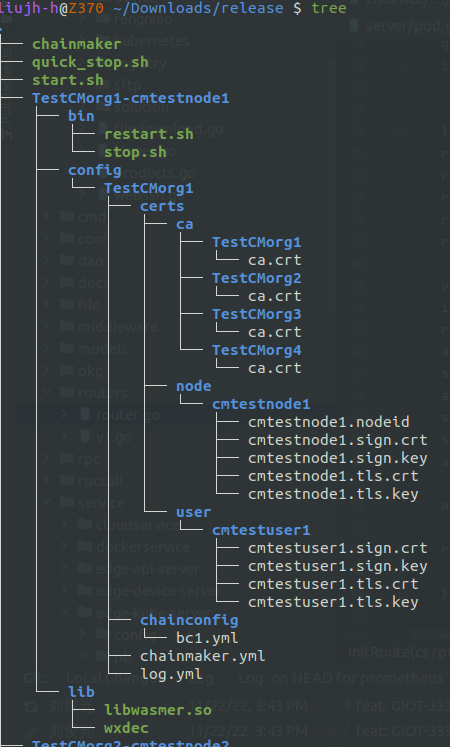 liujh-h@Z370 ~/Downloads/release $ tree
.
├── chainmaker
├── quick_stop.sh
├── start.sh
├── TestCMorg1-cmtestnode1
│   ├── bin
│   │   ├── restart.sh
│   │   └── stop.sh
│   ├── config
│   │   └── TestCMorg1
│   │       ├── certs
│   │       │   ├── ca
│   │       │   │   ├── TestCMorg1
│   │       │   │   │   └── ca.crt
│   │       │   │   ├── TestCMorg2
│   │       │   │   │   └── ca.crt
│   │       │   │   ├── TestCMorg3
│   │       │   │   │   └── ca.crt
│   │       │   │   └── TestCMorg4
│   │       │   │       └── ca.crt
│   │       │   ├── node
│   │       │   │   └── cmtestnode1
│   │       │   │       ├── cmtestnode1.nodeid
│   │       │   │       ├── cmtestnode1.sign.crt
│   │       │   │       ├── cmtestnode1.sign.key
│   │       │   │       ├── cmtestnode1.tls.crt
│   │       │   │       └── cmtestnode1.tls.key
│   │       │   └── user
│   │       │       └── cmtestuser1
│   │       │           ├── cmtestuser1.sign.crt
│   │       │           ├── cmtestuser1.sign.key
│   │       │           ├── cmtestuser1.tls.crt
│   │       │           └── cmtestuser1.tls.key
│   │       ├── chainconfig
│   │       │   └── bc1.yml
│   │       ├── chainmaker.yml
│   │       └── log.yml
│   └── lib
│       ├── libwasmer.so
│       └── wxdec
├── TestCMorg2-cmtestnode2